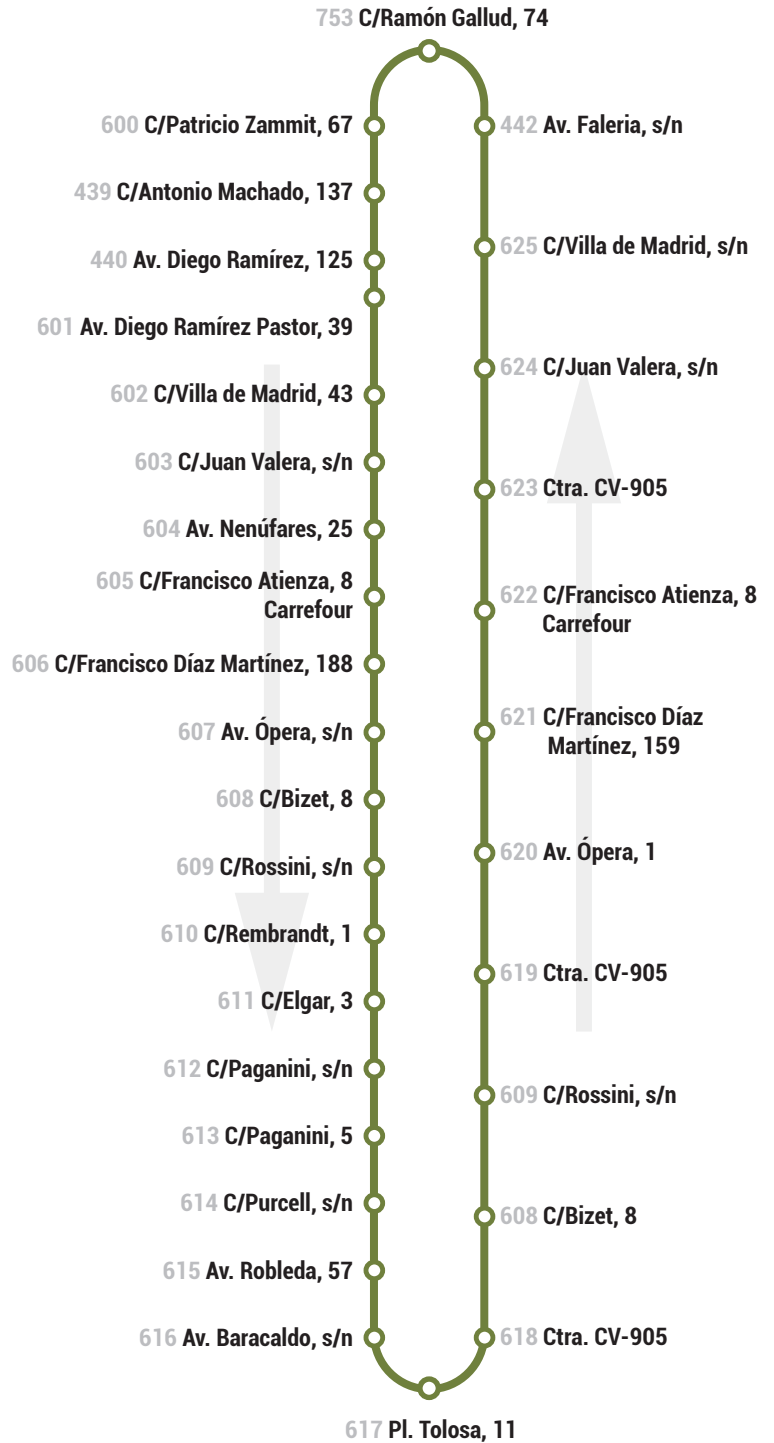 753 C/Ramón Gallud, 74
600 C/Patricio Zammit, 67
439 C/Antonio Machado, 137
440 Av. Diego Ramírez, 125
601 Av. Diego Ramírez Pastor, 39
602 C/Villa de Madrid, 43
603 C/Juan Valera, s/n
604 Av. Nenúfares, 25
605 C/Francisco Atienza, 8
Carrefour
606 C/Francisco Díaz Martínez, 188
607 Av. Ópera, s/n
608 C/Bizet, 8
609 C/Rossini, s/n
610 C/Rembrandt, 1
611 C/Elgar, 3
612 C/Paganini, s/n
613 C/Paganini, 5
614 C/Purcell, s/n
615 Av. Robleda, 57
616 Av. Baracaldo, s/n
617 Pl. Tolosa, 11
442 Av. Faleria, s/n
625 C/Villa de Madrid, s/n
624 C/Juan Valera, s/n
623 Ctra. CV-905
622 C/Francisco Atienza, 8
Carrefour
621 C/Francisco Díaz
Martínez, 159
620 Av. Ópera, 1
619 Ctra. CV-905
609 C/Rossini, s/n
608 C/Bizet, 8
618 Ctra. CV-905